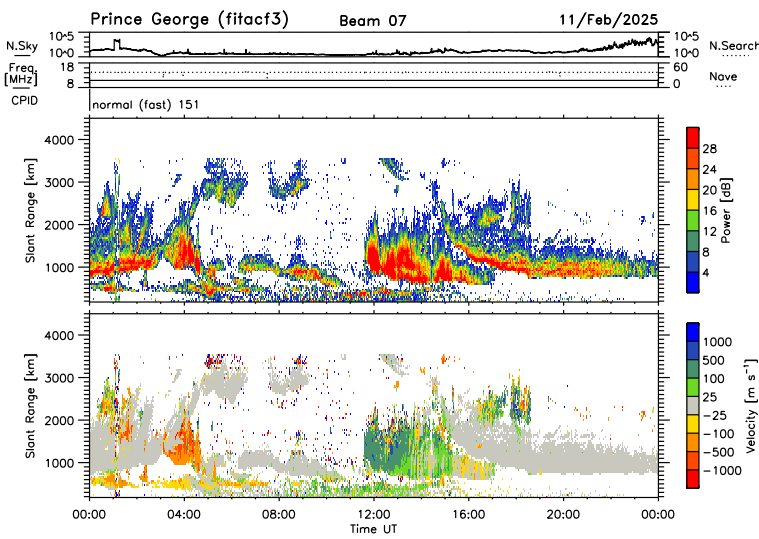 Prince George (fitacf3) Beam 07 11/Feb/2025
N.Sky 10^5 10^0 10^5 10^0 N.Search
Freq [MHz] 18 8 60 0 Nave
CPID normal (fast) 151
Slant Range [km] 4000 3000 2000 1000
Power [dB] 28 24 20 16 12 8 4
Slant Range [km] 4000 3000 2000 1000
Velocity [m s⁻¹] 1000 500 100 25 −25 −100 −500 −1000
00:00 04:00 08:00 12:00 16:00 20:00 00:00
Time UT